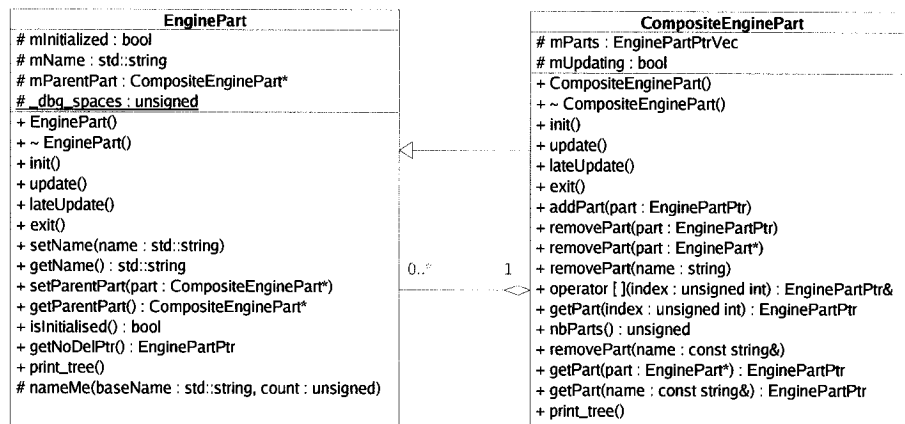 EnginePart
# mInitialized : bool
# mName : std::string
# mParentPart : CompositeEnginePart*
# _dbq_spaces : unsigned
+ EnginePart()
+ ~ EnginePart()
+ init()
+ update()
+ lateUpdate()
+ exit()
+ setName(name : std::string)
+ getName() : std::string
+ setParentPart(part : CompositeEnginePart*)
+ getParentPart() : CompositeEnginePart*
+ isInitialised() : bool
+ getNoDelPtr() : EnginePartPtr
+ print_tree()
# nameMe(baseName : std::string, count : unsigned)
0..*
1
CompositeEnginePart
# mParts : EnginePartPtrVec
# mUpdating : bool
+ CompositeEnginePart()
+ ~ CompositeEnginePart()
+ init()
+ update()
+ lateUpdate()
+ exit()
+ addPart(part : EnginePartPtr)
+ removePart(part : EnginePartPtr)
+ removePart(part : EnginePart*)
+ removePart(name : string)
+ operator [ ](index : unsigned int) : EnginePartPtr&
+ getPart(index : unsigned int) : EnginePartPtr
+ nbParts() : unsigned
+ removePart(name : const string&)
+ getPart(part : EnginePart*) : EnginePartPtr
+ getPart(name : const string&) : EnginePartPtr
+ print_tree()